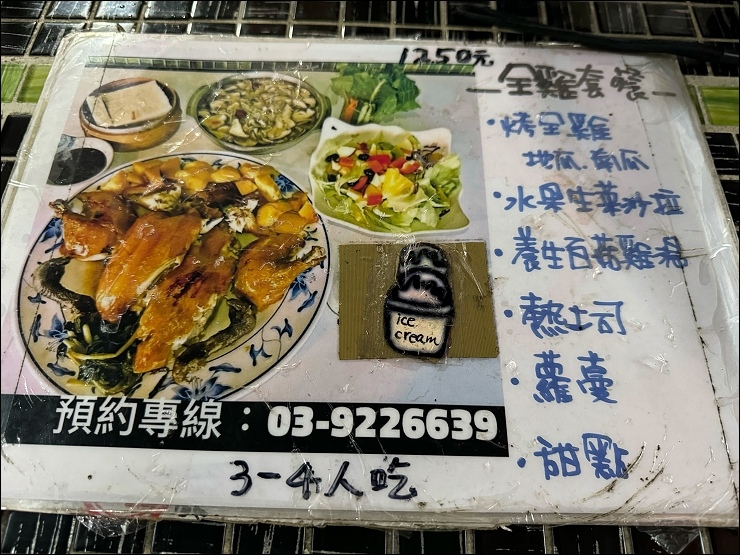 1250元
全雞套餐
·烤全雞
地瓜、南瓜
·水果生菜沙拉
·養生百菇雞湯
·熱土司
·蘿蔓
·甜點
ice
cream
預約專線：03-9226639
3-4人吃